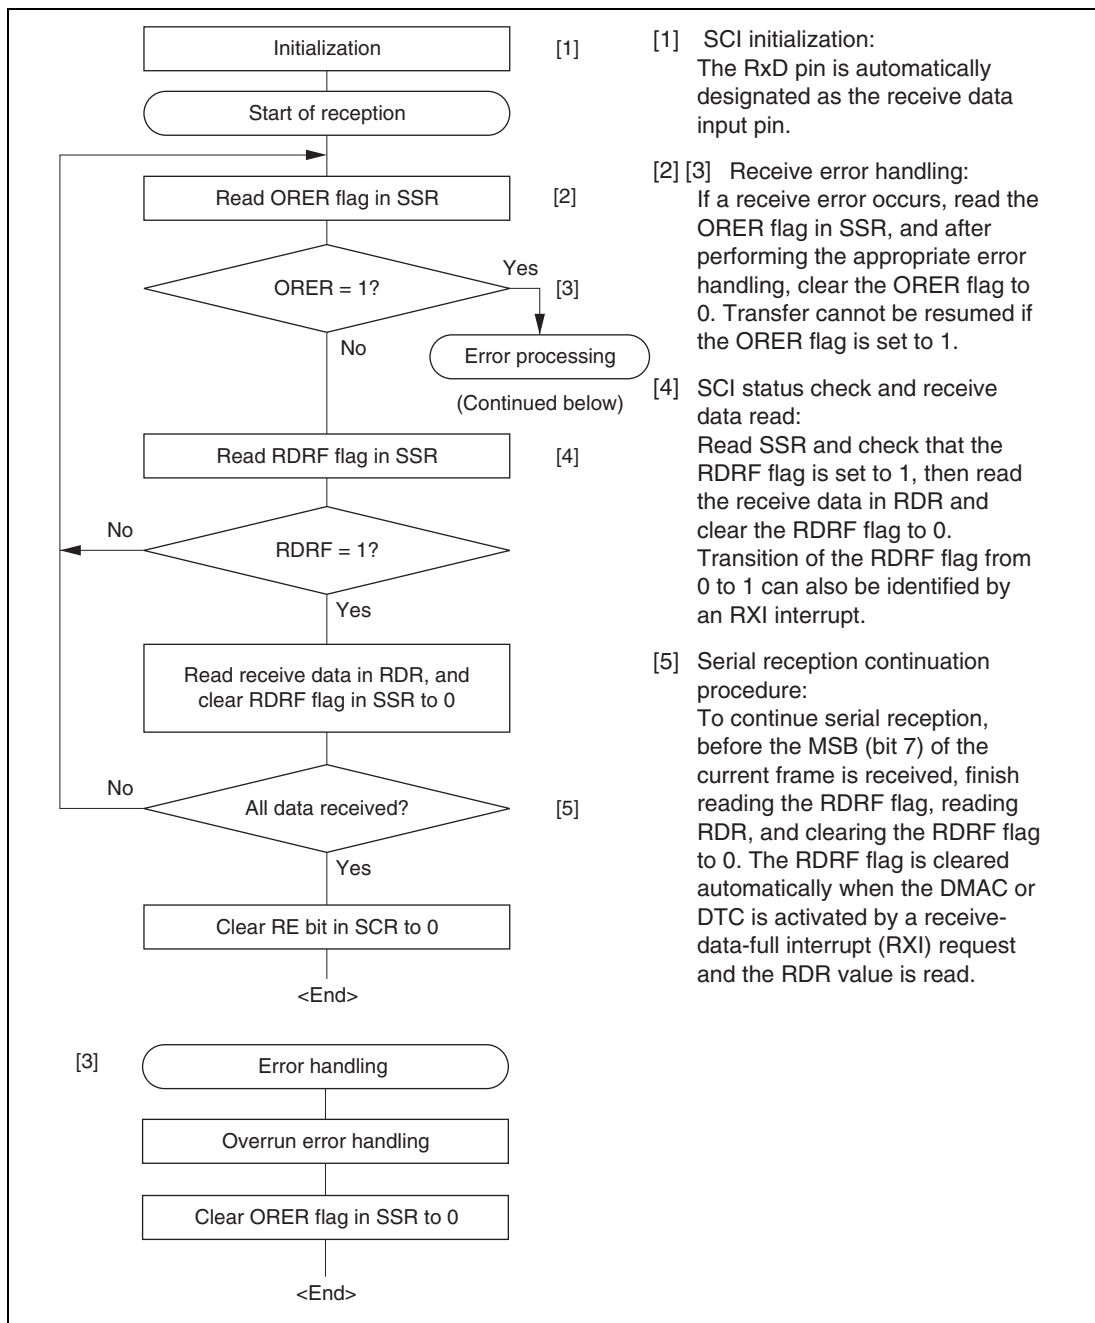 Initialization
[1]
Start of reception
Read ORER flag in SSR
[2]
ORER = 1?
Yes
[3]
No
Error processing
(Continued below)
Read RDRF flag in SSR
[4]
No
RDRF = 1?
Yes
Read receive data in RDR, and
clear RDRF flag in SSR to 0
No
All data received?
[5]
Yes
Clear RE bit in SCR to 0
<End>
[3]
Error handling
Overrun error handling
Clear ORER flag in SSR to 0
<End>
[1] SCI initialization:
The RxD pin is automatically
designated as the receive data
input pin.
[2] [3] Receive error handling:
If a receive error occurs, read the
ORER flag in SSR, and after
performing the appropriate error
handling, clear the ORER flag to
0. Transfer cannot be resumed if
the ORER flag is set to 1.
[4] SCI status check and receive
data read:
Read SSR and check that the
RDRF flag is set to 1, then read
the receive data in RDR and
clear the RDRF flag to 0.
Transition of the RDRF flag from
0 to 1 can also be identified by
an RXI interrupt.
[5] Serial reception continuation
procedure:
To continue serial reception,
before the MSB (bit 7) of the
current frame is received, finish
reading the RDRF flag, reading
RDR, and clearing the RDRF flag
to 0. The RDRF flag is cleared
automatically when the DMAC or
DTC is activated by a receive-
data-full interrupt (RXI) request
and the RDR value is read.